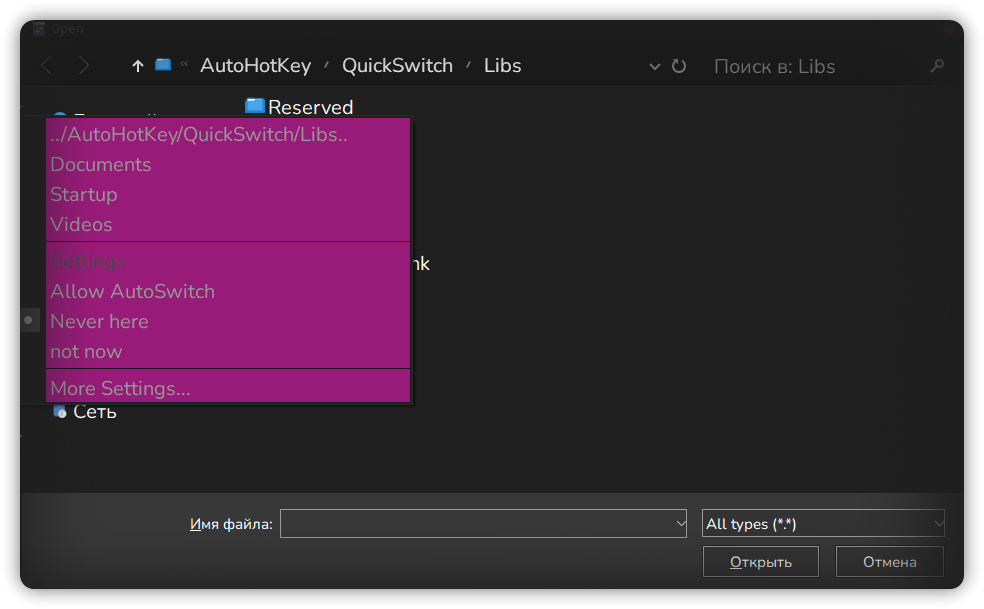 Open
AutoHotKey QuickSwitch Libs
Поиск в: Libs
Reserved
../AutoHotKey/QuickSwitch/Libs..
Documents
Startup
Videos
Settings
Allow AutoSwitch
Never here
not now
More Settings...
Сеть
Имя файла:
All types (*.*)
Открыть
Отмена